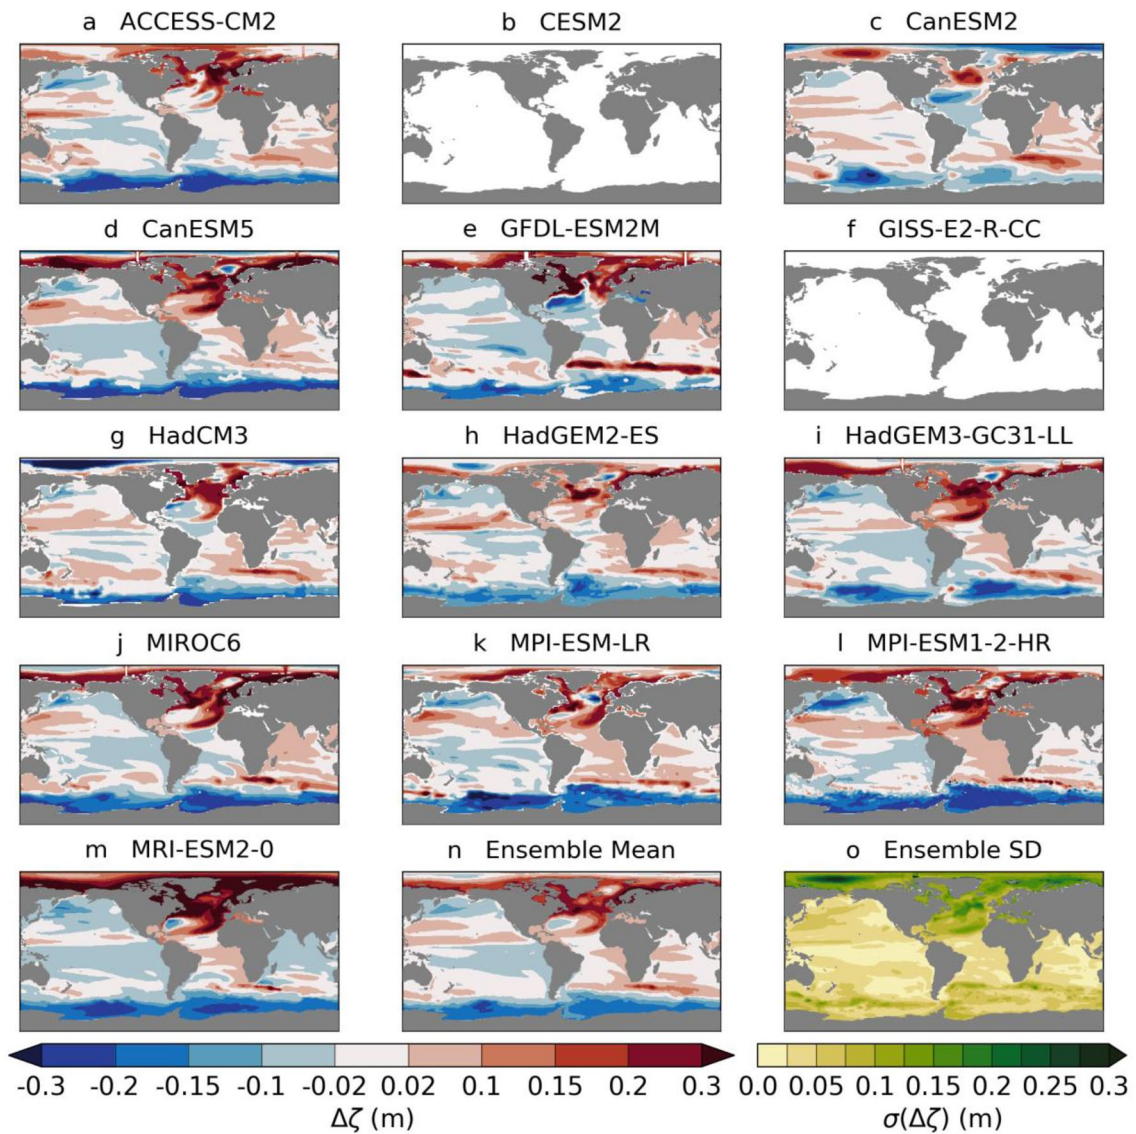 a ACCESS-CM2
b CESM2
c CanESM2
d CanESM5
e GFDL-ESM2M
f GISS-E2-R-CC
g HadCM3
h HadGEM2-ES
i HadGEM3-GC31-LL
j MIROC6
k MPI-ESM-LR
l MPI-ESM1-2-HR
m MRI-ESM2-0
n Ensemble Mean
o Ensemble SD
-0.3 -0.2 -0.15 -0.1 -0.02 0.02 0.1 0.15 0.2 0.3
0.0 0.05 0.1 0.15 0.2 0.25 0.3
Δζ (m)
σ(Δζ) (m)